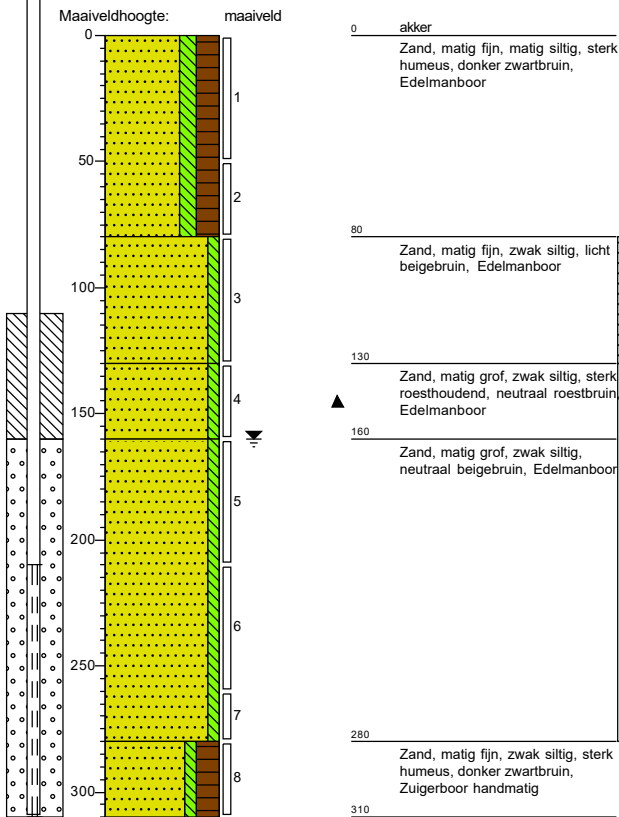 Maaiveldhoogte: maaiveld
0
50
100
150
200
250
300
1
2
3
4
5
6
7
8
0 akker
Zand, matig fijn, matig siltig, sterk
humeus, donker zwartbruin,
Edelmanboor
80
Zand, matig fijn, zwak siltig, licht
beigebruin, Edelmanboor
130
Zand, matig grof, zwak siltig, sterk
roesthoudend, neutraal roestbruin,
Edelmanboor
160
Zand, matig grof, zwak siltig,
neutraal beigebruin, Edelmanboor
280
Zand, matig fijn, zwak siltig, sterk
humeus, donker zwartbruin,
Zuigerboor handmatig
310